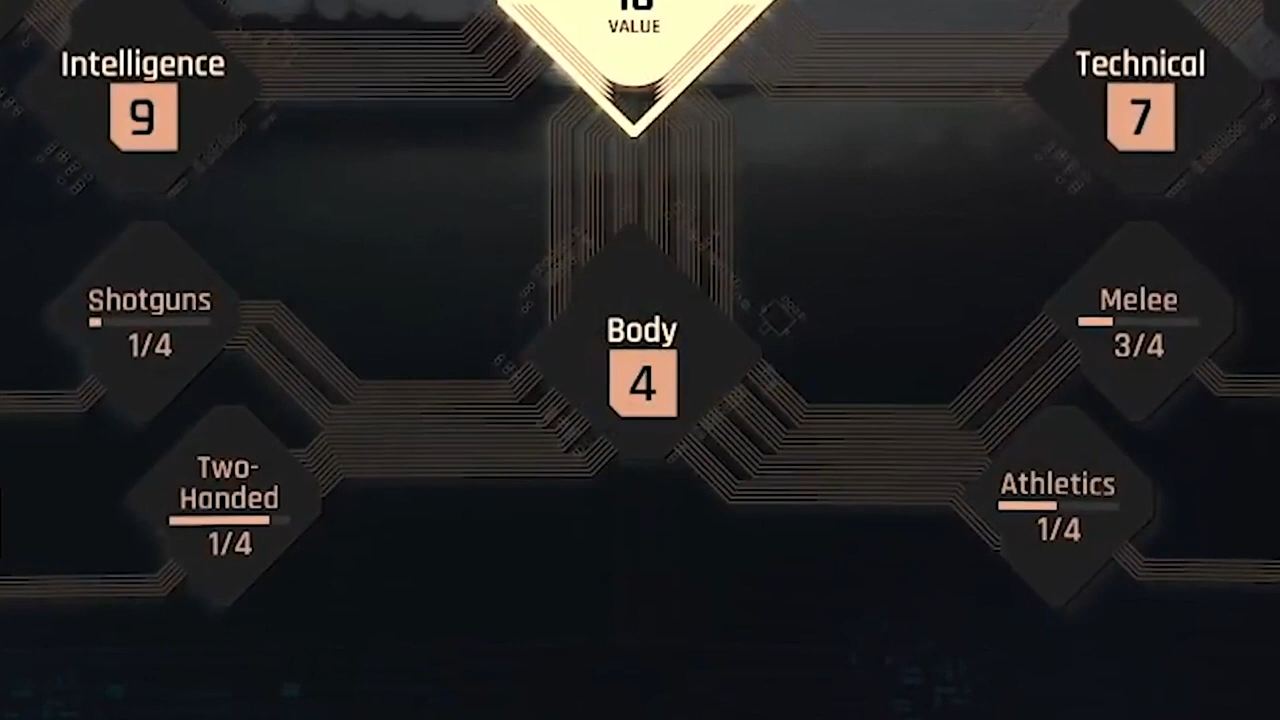 VALUE
Intelligence
9
Technical
7
Shotguns
1/4
Body
4
Melee
3/4
Two-
Handed
1/4
Athletics
1/4